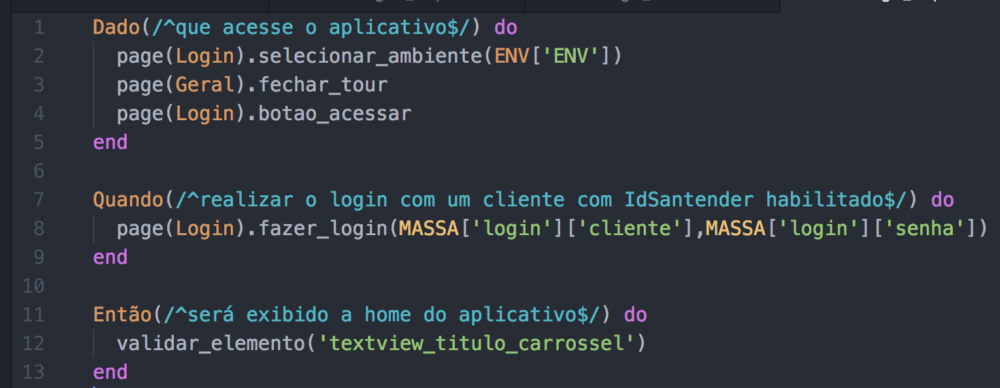 1 Dado(/^que acesse o aplicativo$/) do
2 page(Login).selecionar_ambiente(ENV['ENV'])
3 page(Geral).fechar_tour
4 page(Login).botao_acessar
5 end
6
7 Quando(/^realizar o login com um cliente com IdSantender habilitado$/) do
8 page(Login).fazer_login(MASSA['login']['cliente'],MASSA['login']['senha'])
9 end
10
11 Então(/^será exibido a home do aplicativo$/) do
12 validar_elemento('textview_titulo_carrossel')
13 end